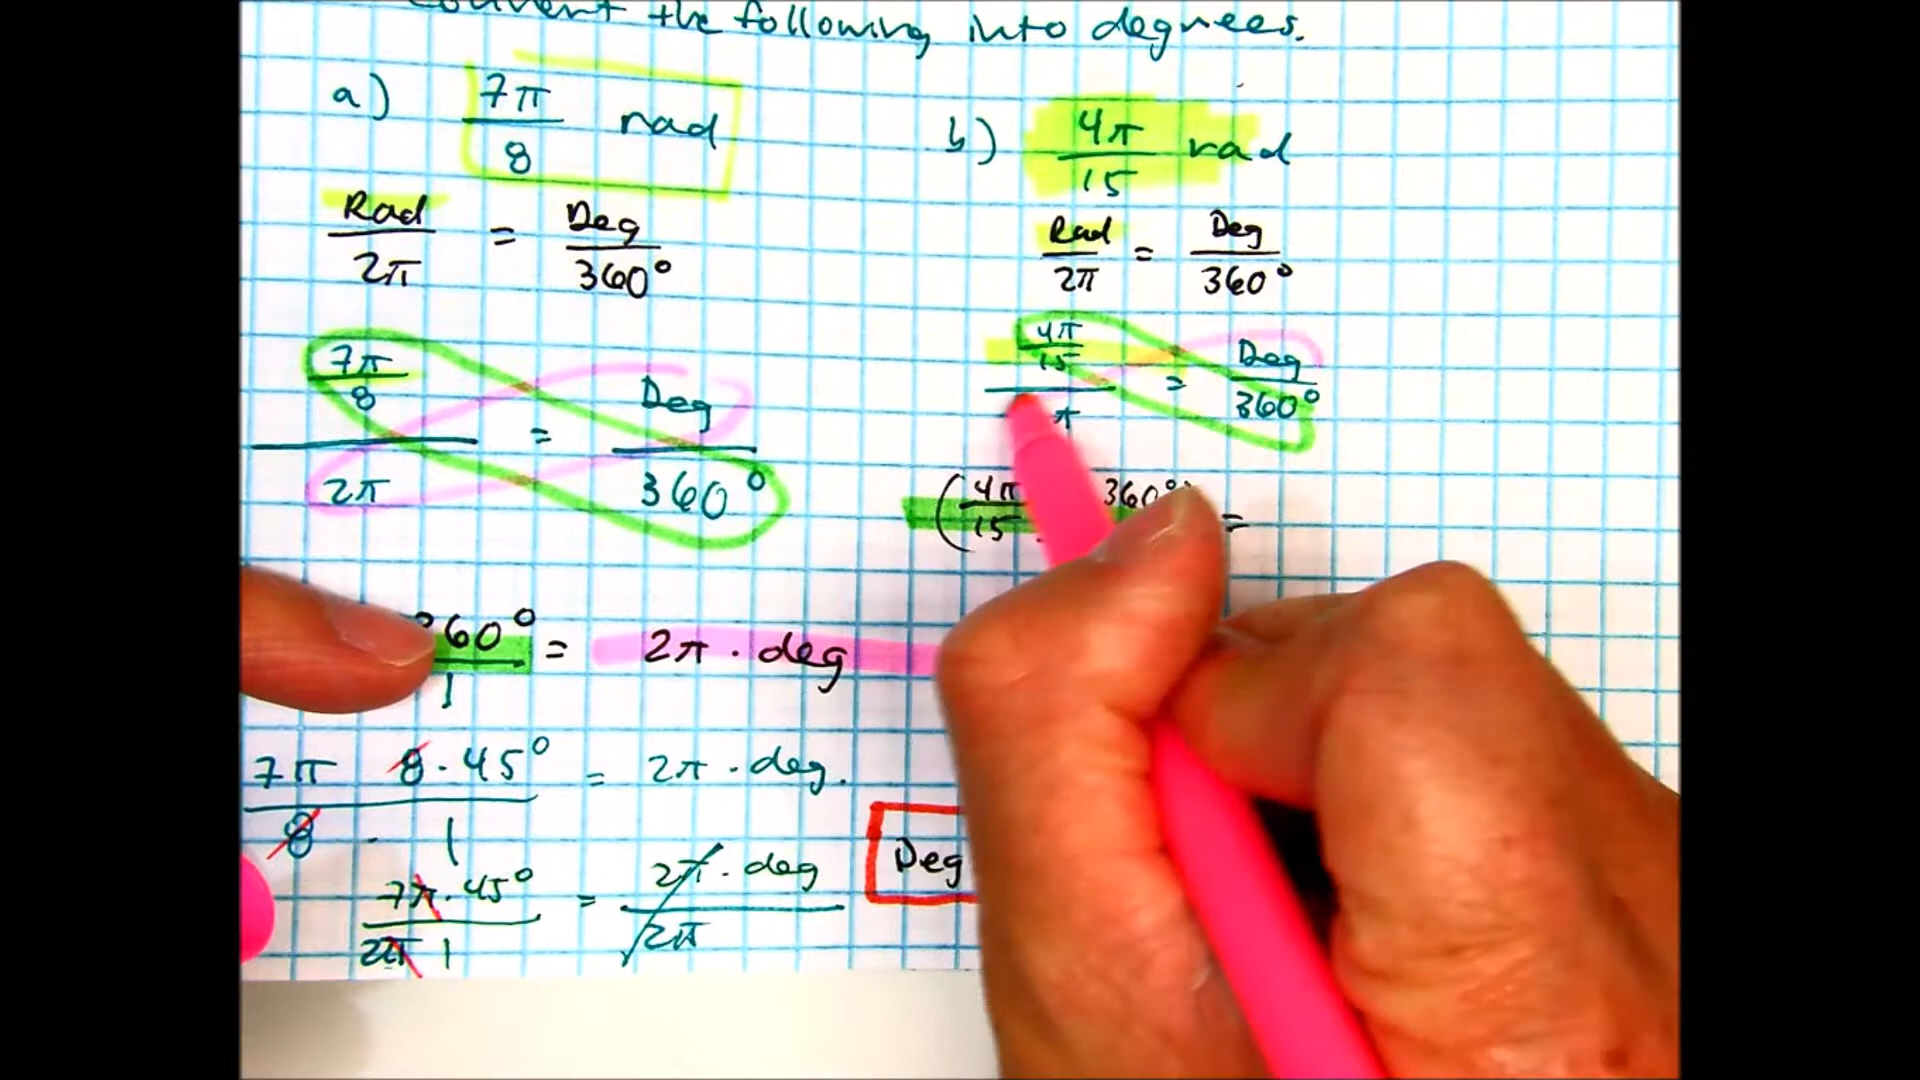 the following into degrees.
a) 7π/8 rad
Rad/2π = Deg/360°
7π/8 / 2π = Deg/360°
60° / 1 = 2π · deg
7π 8 · 45° / 8 · 1 = 2π · deg.
7π · 45° / 2π 1 = 2π · deg / 2π
Deg
b) 4π/15 rad
Rad/2π = Deg/360°
4π/15 / π = Deg/360°
(4π/15 360°) =